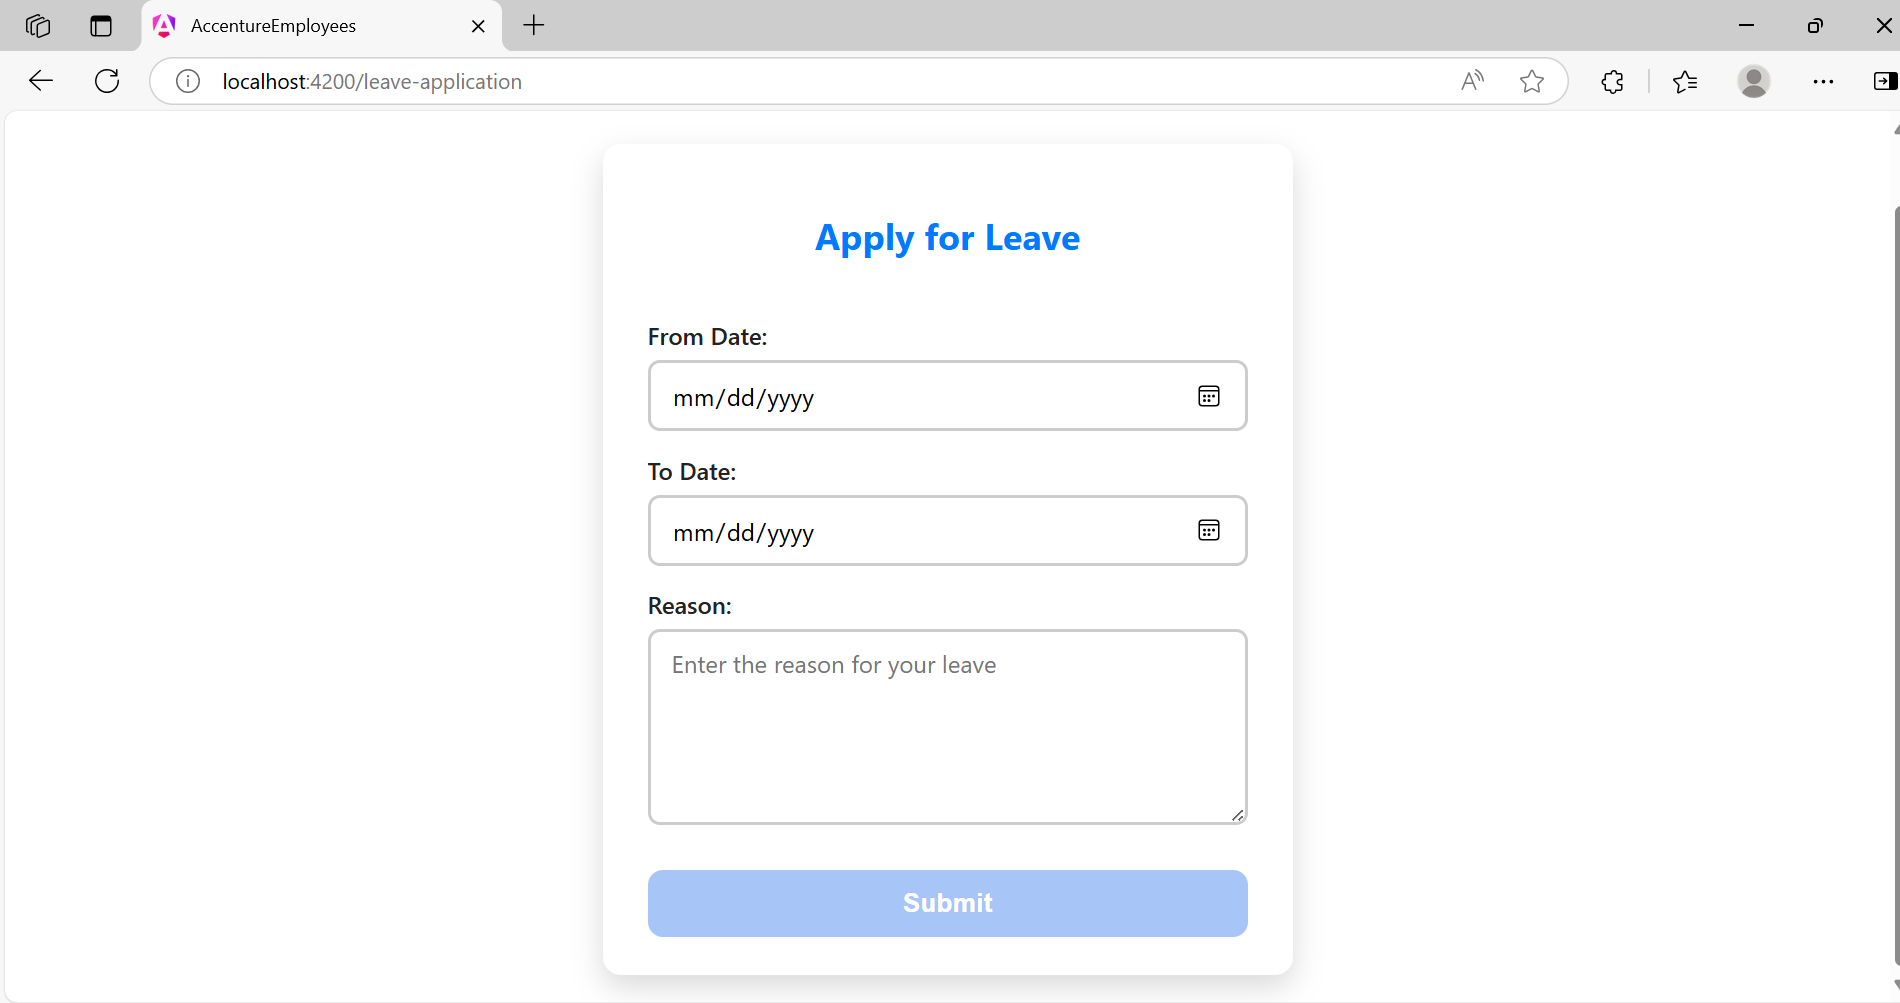 AccentureEmployees
localhost:4200/leave-application
Apply for Leave
From Date:
mm/dd/yyyy
To Date:
mm/dd/yyyy
Reason:
Enter the reason for your leave
Submit